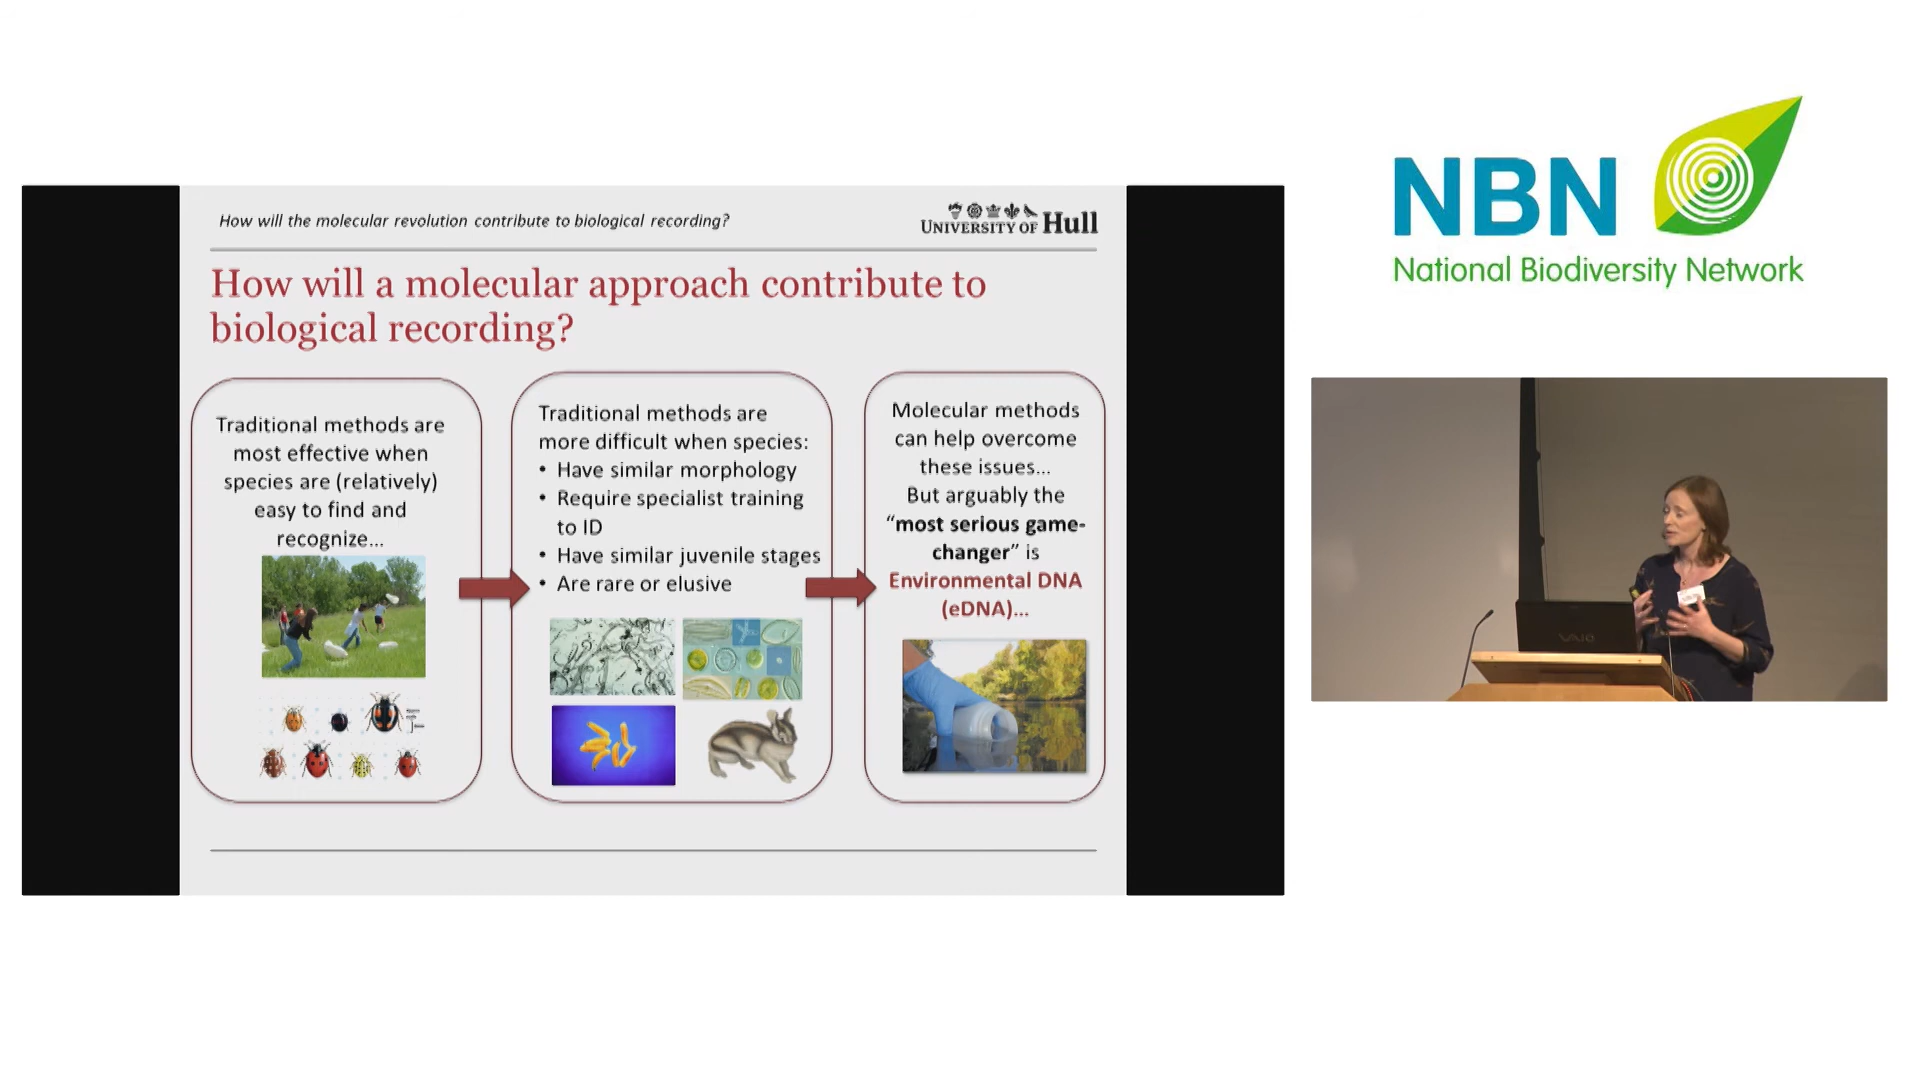 How will the molecular revolution contribute to biological recording?
UNIVERSITY OF Hull
How will a molecular approach contribute to
biological recording?
Traditional methods are
most effective when
species are (relatively)
easy to find and
recognize...
Traditional methods are
more difficult when species:
• Have similar morphology
• Require specialist training
to ID
• Have similar juvenile stages
• Are rare or elusive
Molecular methods
can help overcome
these issues...
But arguably the
“most serious game-
changer” is
Environmental DNA
(eDNA)...
NBN
National Biodiversity Network
VAIO